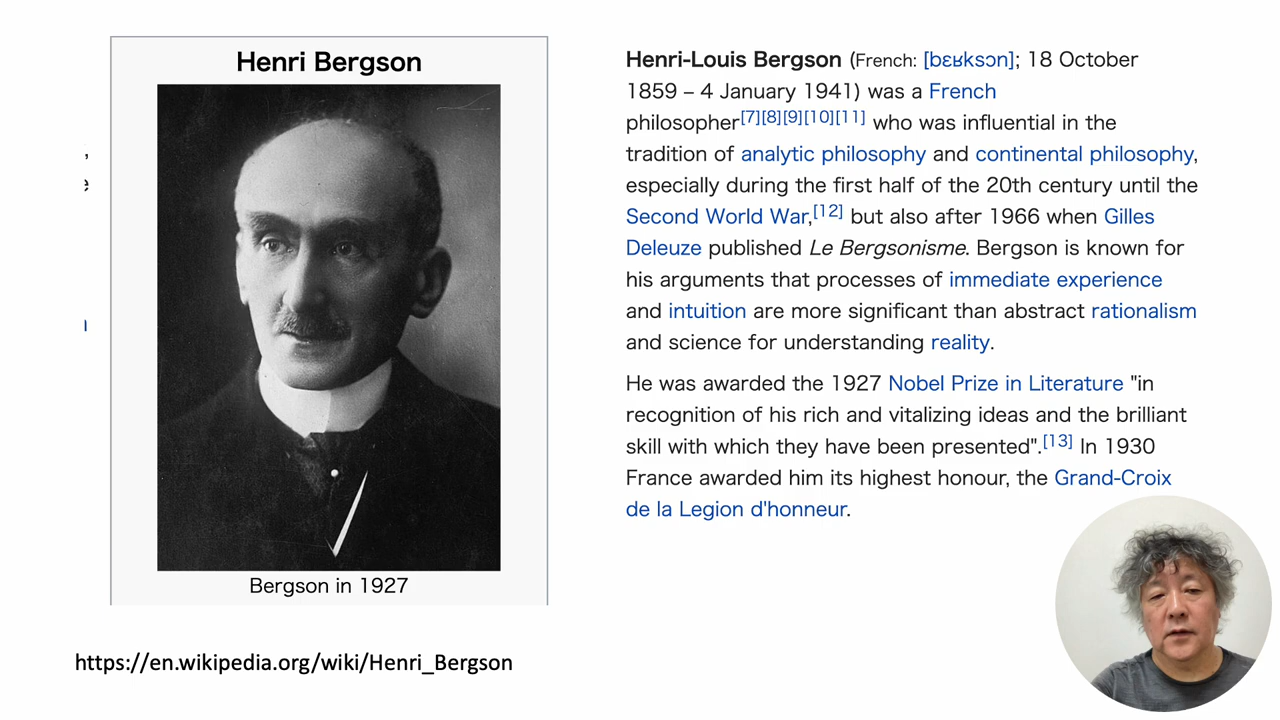 Henri Bergson
Bergson in 1927
https://en.wikipedia.org/wiki/Henri_Bergson
Henri-Louis Bergson (French: [bɛʁksɔn]; 18 October
1859 – 4 January 1941) was a French
philosopher[7][8][9][10][11] who was influential in the
tradition of analytic philosophy and continental philosophy,
especially during the first half of the 20th century until the
Second World War,[12] but also after 1966 when Gilles
Deleuze published Le Bergsonisme. Bergson is known for
his arguments that processes of immediate experience
and intuition are more significant than abstract rationalism
and science for understanding reality.
He was awarded the 1927 Nobel Prize in Literature "in
recognition of his rich and vitalizing ideas and the brilliant
skill with which they have been presented".[13] In 1930
France awarded him its highest honour, the Grand-Croix
de la Legion d'honneur.